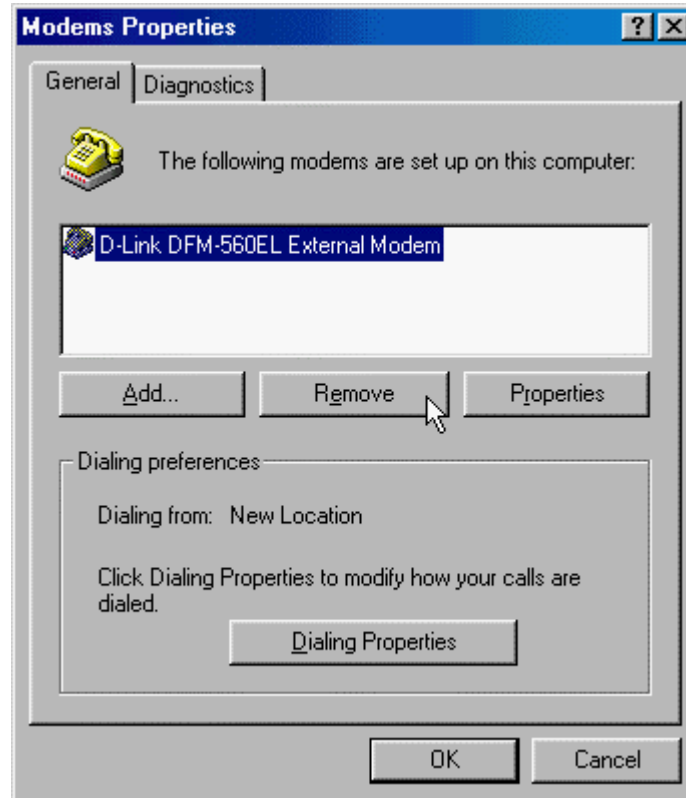 Modems Properties
General Diagnostics
The following modems are set up on this computer:
D-Link DFM-560EL External Modem
Add... Remove Properties
Dialing preferences
Dialing from: New Location
Click Dialing Properties to modify how your calls are
dialed.
Dialing Properties
OK Cancel